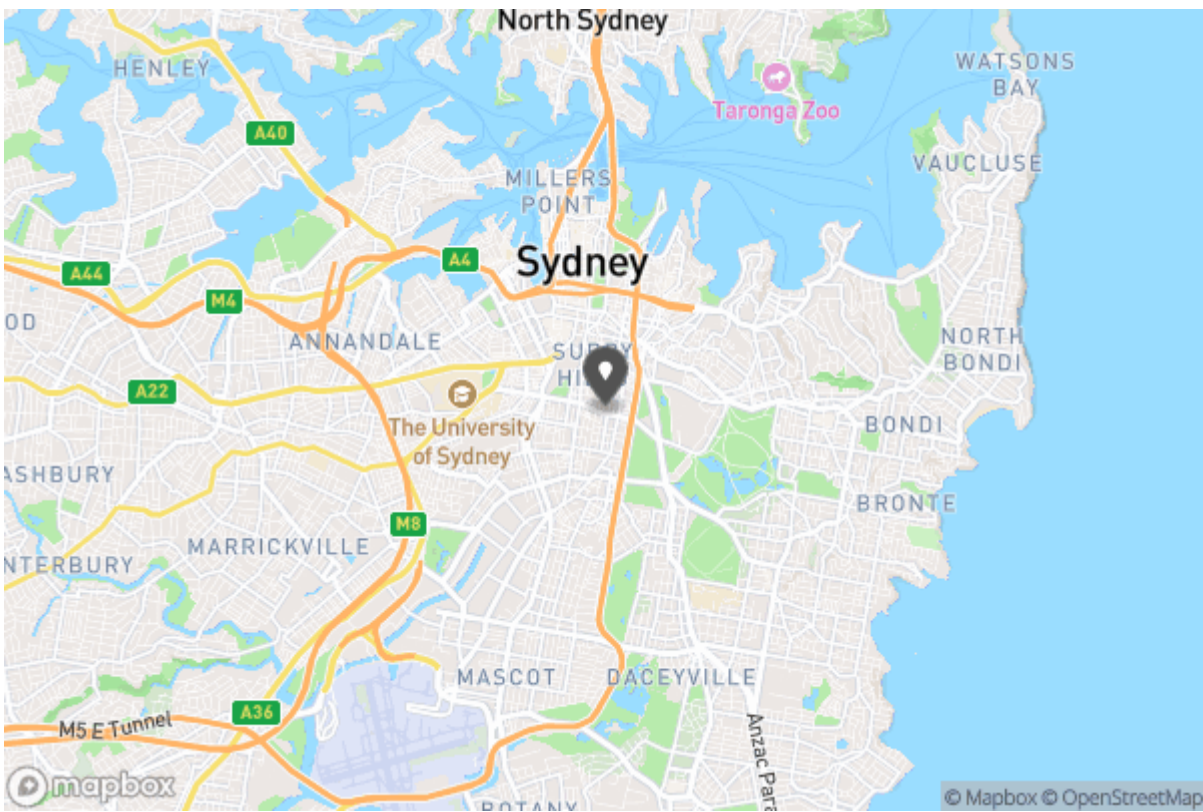 North Sydney
HENLEY
WATSONS
BAY
Taronga Zoo
A40
VAUCLUSE
MILLERS
POINT
Sydney
A4
A44
M4
OD
ANNANDALE
NORTH
BONDI
SURRY
A22
The University
of Sydney
BONDI
ASHBURY
BRONTE
M8
MARRICKVILLE
NTERBURY
MASCOT
DACEYVILLE
A36
M5 E Tunnel
Anzac Para
mapbox
BOTANY
© Mapbox © OpenStreetMap